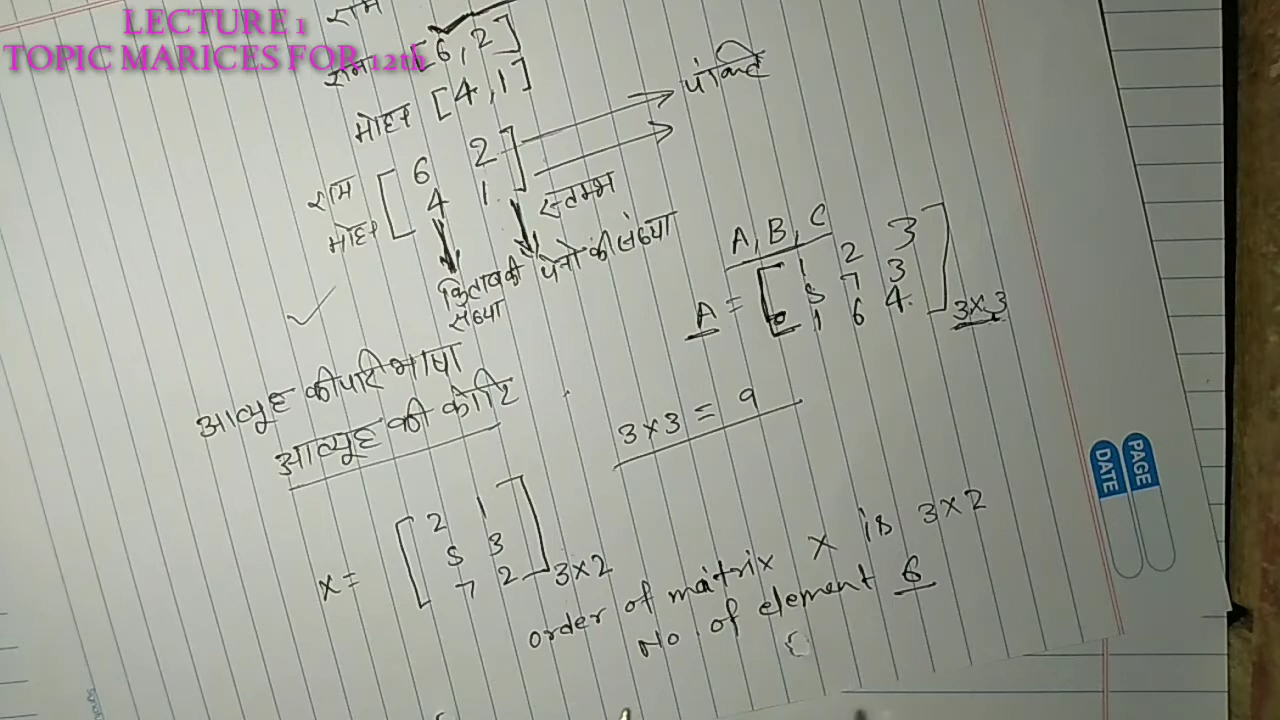 LECTURE 1
TOPIC MARICES FOR 12th
राम
राम [6, 2]
मोहन [4, 1]
राम 6 2
मोहन 4 1
स्तम्भ
किताब की संख्या
पेनो की संख्या
A, B, C
A = [1 2 3
5 7 3
1 6 4] 3×3
आव्यूह की परिभाषा
आव्यूह की कोटि
3×3 = 9
X = [2 1
5 3
7 2] 3×2
order of matrix X is 3×2
No. of element 6
PAGE
DATE